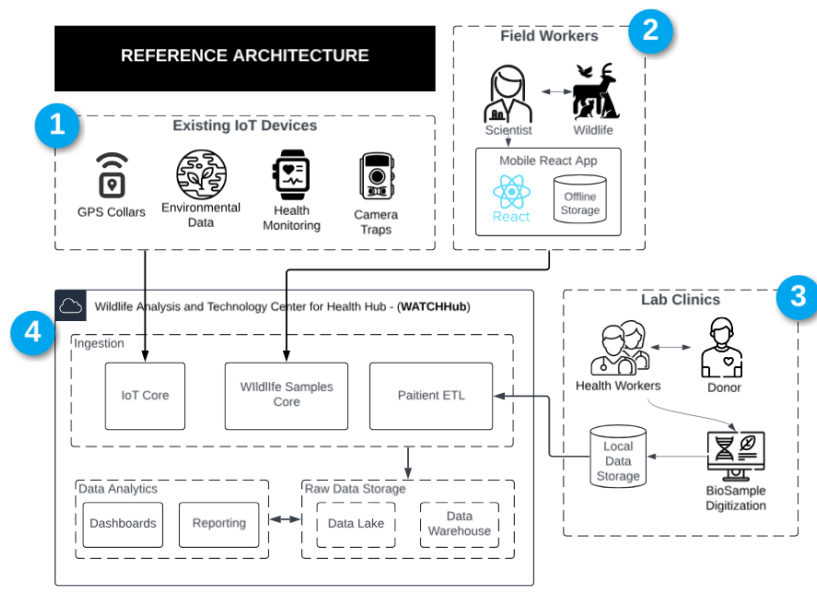 REFERENCE ARCHITECTURE
1
Existing IoT Devices
GPS Collars
Environmental
Data
Health
Monitoring
Camera
Traps
2
Field Workers
Scientist
Wildlife
Mobile React App
React
Offline
Storage
4
Wildlife Analysis and Technology Center for Health Hub - (WATCHHub)
Ingestion
IoT Core
WIldlIfe Samples
Core
Paitient ETL
Data Analytics
Dashboards
Reporting
Raw Data Storage
Data Lake
Data
Warehouse
3
Lab Clinics
Health Workers
Donor
Local
Data
Storage
BioSample
Digitization